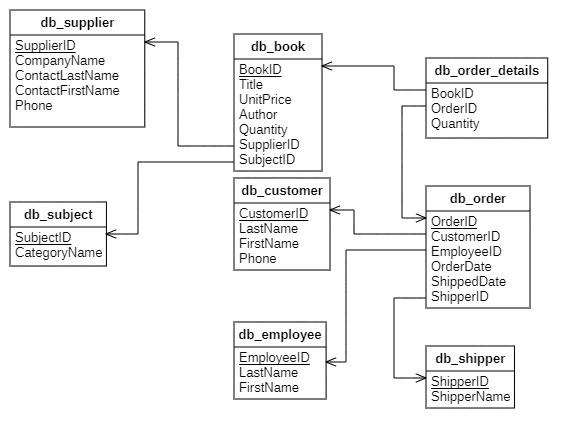 db_supplier
SupplierID
CompanyName
ContactLastName
ContactFirstName
Phone
db_book
BookID
Title
UnitPrice
Author
Quantity
SupplierID
SubjectID
db_order_details
BookID
OrderID
Quantity
db_subject
SubjectID
CategoryName
db_customer
CustomerID
LastName
FirstName
Phone
db_order
OrderID
CustomerID
EmployeeID
OrderDate
ShippedDate
ShipperID
db_employee
EmployeeID
LastName
FirstName
db_shipper
ShipperID
ShipperName